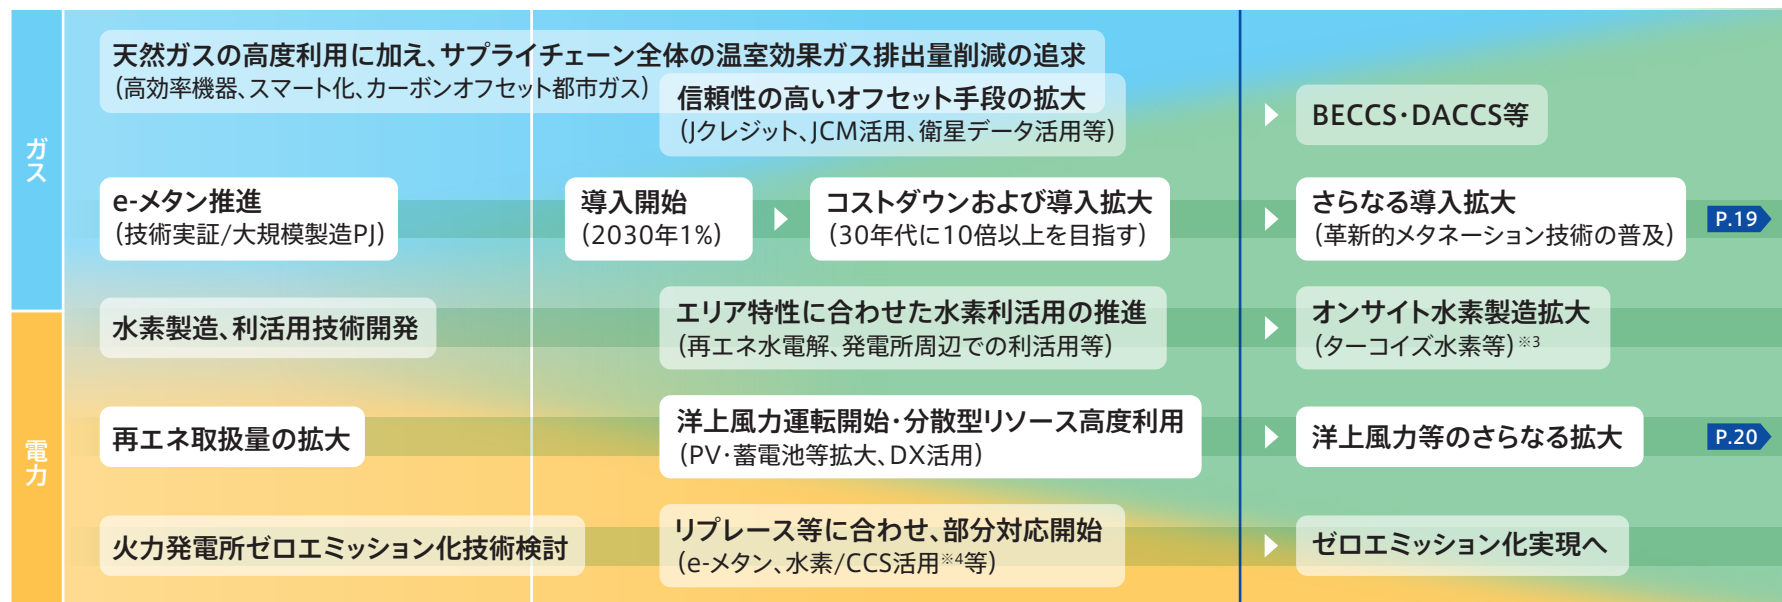 ガス
天然ガスの高度利用に加え、サプライチェーン全体の温室効果ガス排出量削減の追求
（高効率機器、スマート化、カーボンオフセット都市ガス）
信頼性の高いオフセット手段の拡大
（Jクレジット、JCM活用、衛星データ活用等）
BECCS・DACCS等
e-メタン推進
（技術実証/大規模製造PJ）
導入開始
（2030年1%）
コストダウンおよび導入拡大
（30年代に10倍以上を目指す）
さらなる導入拡大
（革新的メタネーション技術の普及）
P.19
水素製造、利活用技術開発
エリア特性に合わせた水素利活用の推進
（再エネ水電解、発電所周辺での利活用等）
オンサイト水素製造拡大
（ターコイズ水素等）※3
電力
再エネ取扱量の拡大
洋上風力運転開始・分散型リソース高度利用
（PV・蓄電池等拡大、DX活用）
洋上風力等のさらなる拡大
P.20
火力発電所ゼロエミッション化技術検討
リプレース等に合わせ、部分対応開始
（e-メタン、水素/CCS活用※4等）
ゼロエミッション化実現へ